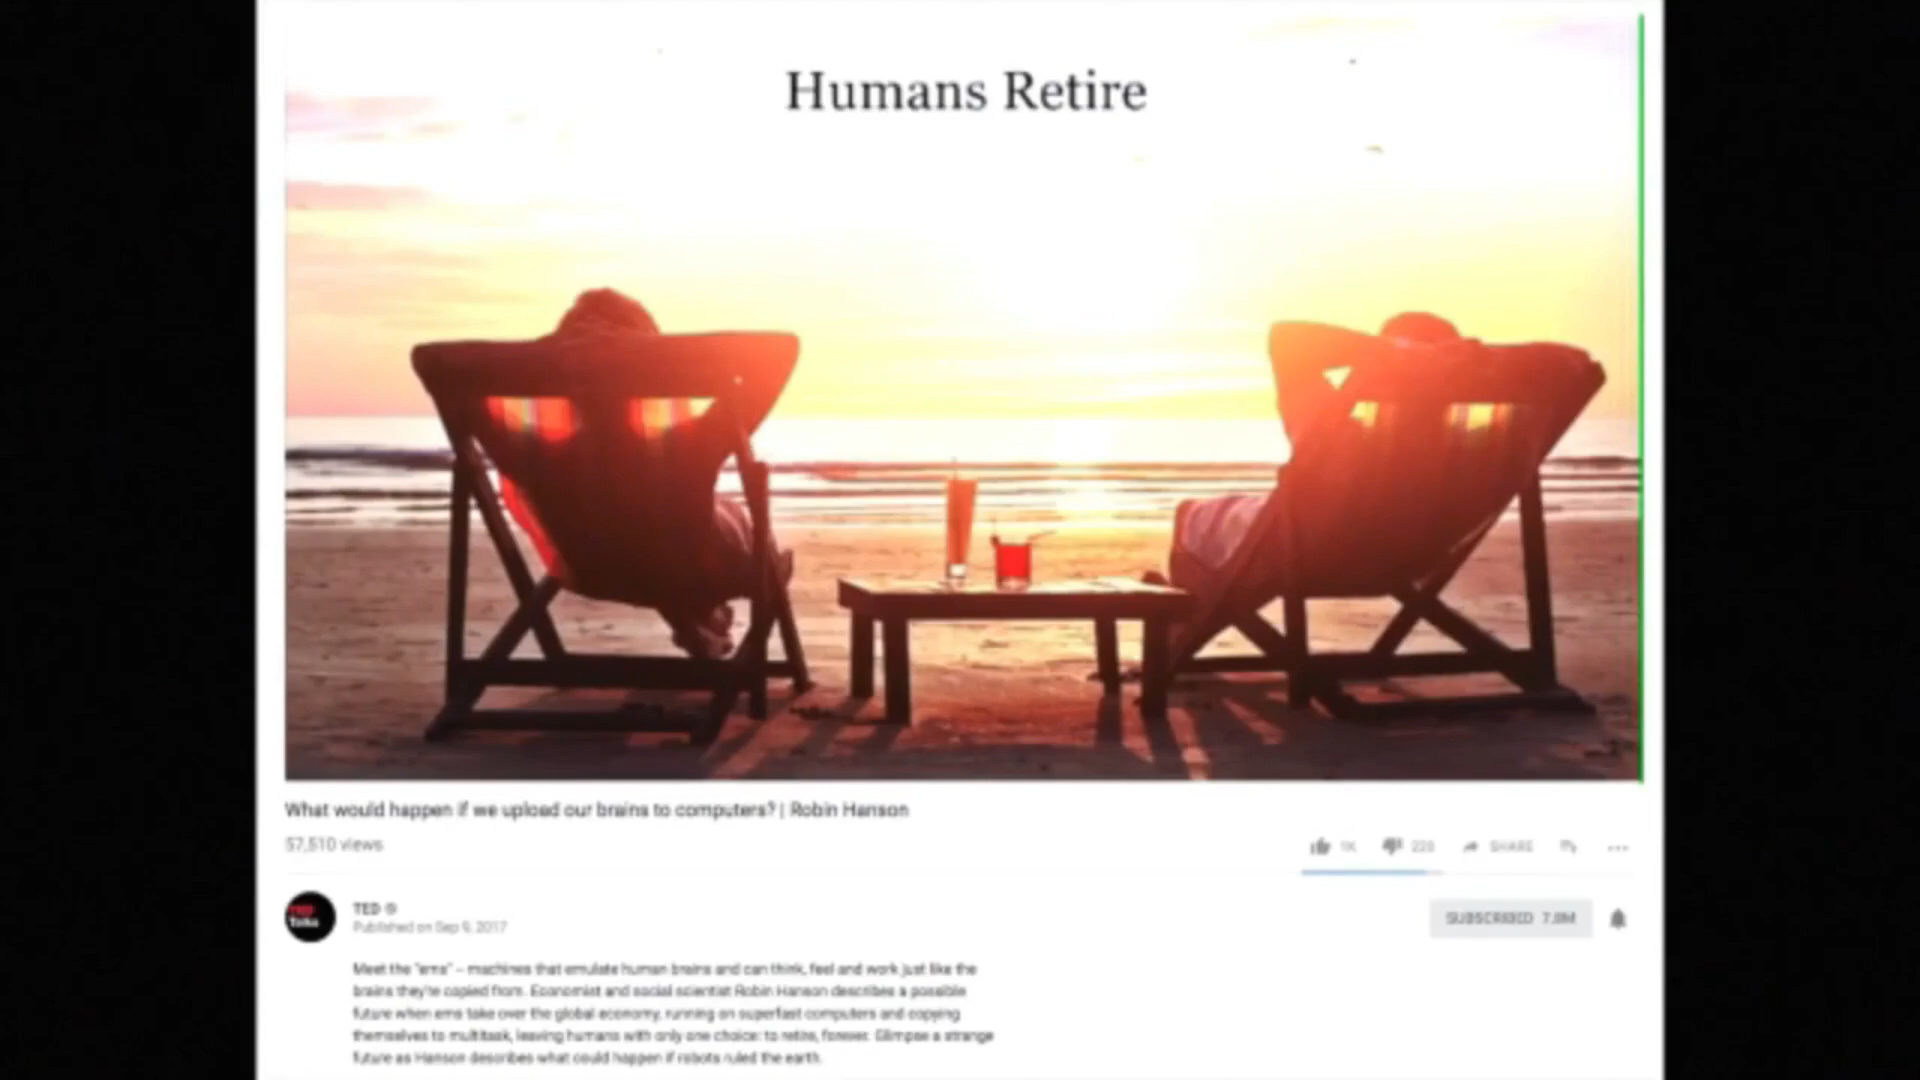 Humans Retire
What would happen if we upload our brains to computers? | Robin Hanson
57,510 views
1K 220 SHARE
TED
TED
Talks
Published on Sep 9, 2017
SUBSCRIBED 7.8M
Meet the "ems" -- machines that emulate human brains and can think, feel and work just like the
brains they're copied from. Economist and social scientist Robin Hanson describes a possible
future when ems take over the global economy, running on superfast computers and copying
themselves to multitask, leaving humans with only one choice: to retire, forever. Glimpse a strange
future as Hanson describes what could happen if robots ruled the earth.